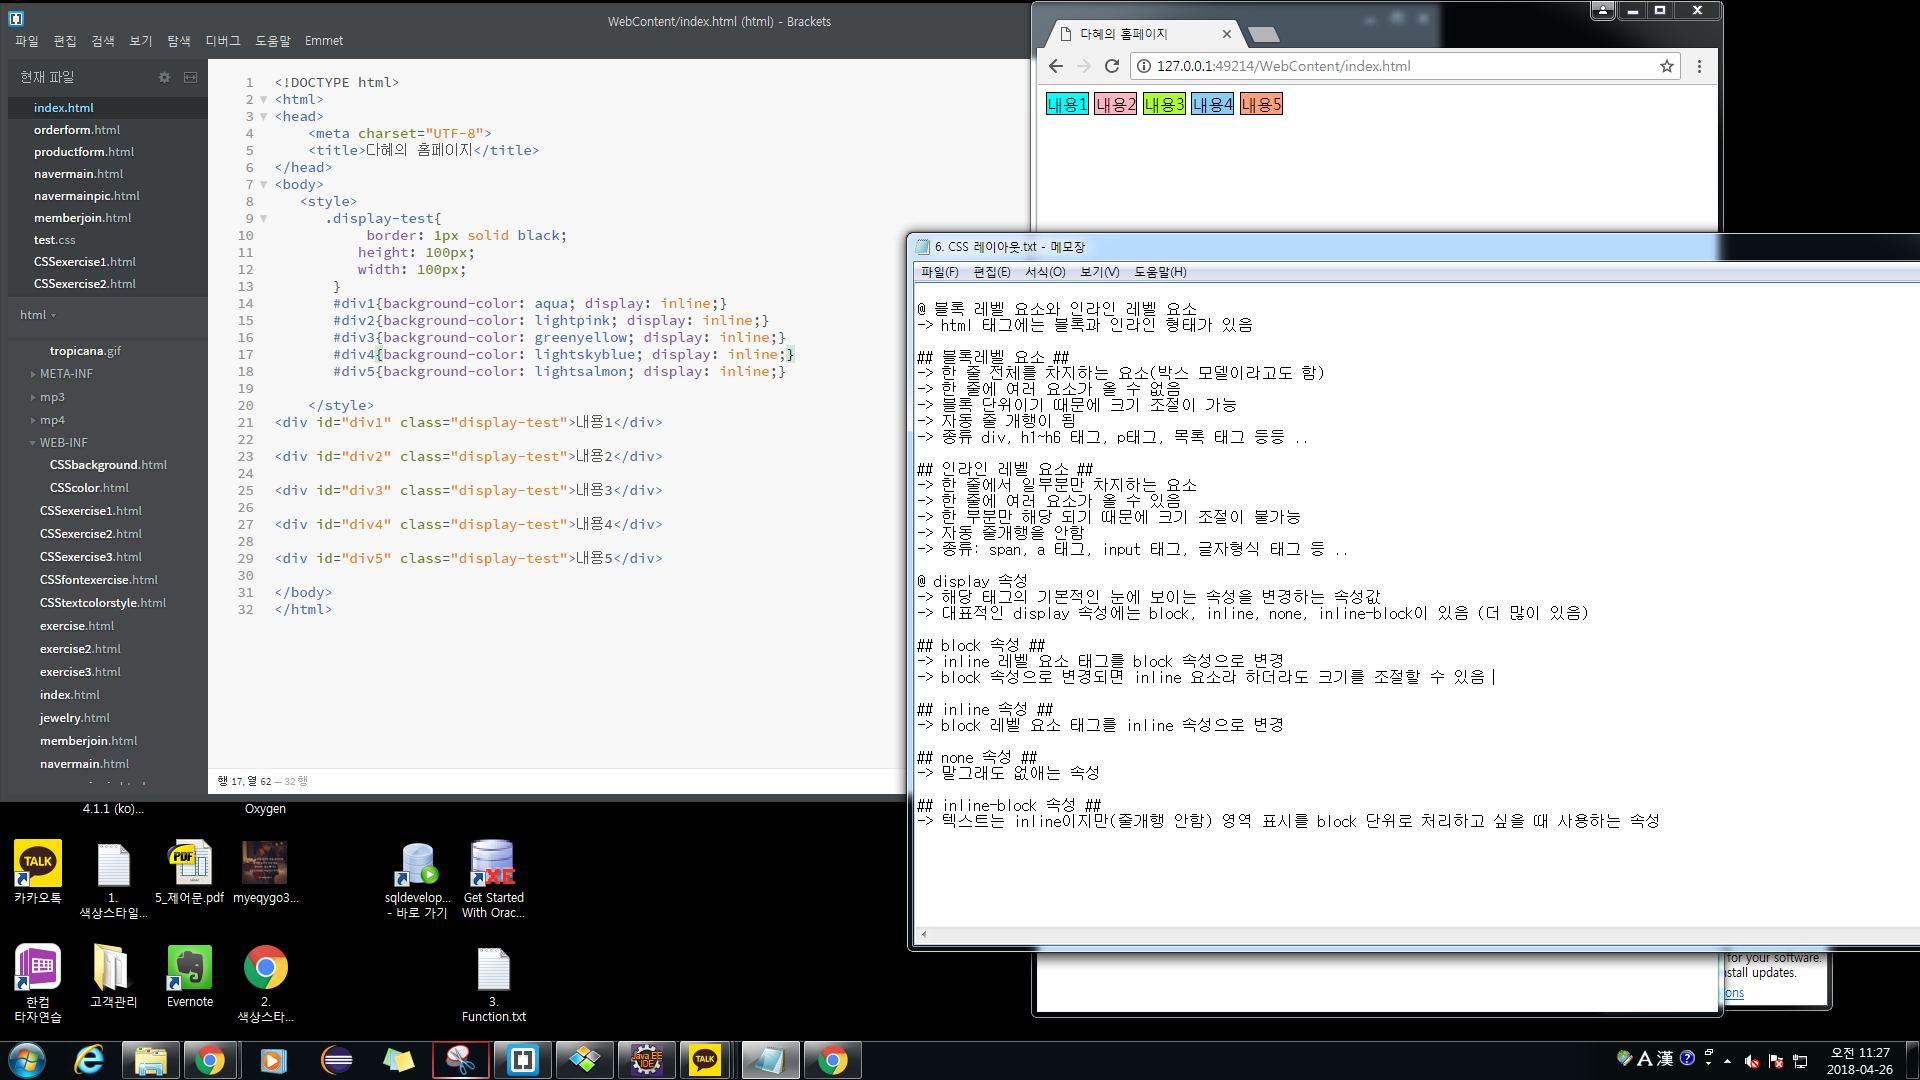 WebContent/index.html (html) - Brackets
파일 편집 검색 보기 탐색 디버그 도움말 Emmet
현재 파일
index.html
orderform.html
productform.html
navermain.html
navermainpic.html
memberjoin.html
test.css
CSSexercise1.html
CSSexercise2.html
html
tropicana.gif
META-INF
mp3
mp4
WEB-INF
CSSbackground.html
CSScolor.html
CSSexercise1.html
CSSexercise2.html
CSSexercise3.html
CSSfontexercise.html
CSStextcolorstyle.html
exercise.html
exercise2.html
exercise3.html
index.html
jewelry.html
memberjoin.html
navermain.html
1 <!DOCTYPE html>
2 <html>
3 <head>
4 <meta charset="UTF-8">
5 <title>다혜의 홈페이지</title>
6 </head>
7 <body>
8 <style>
9 .display-test{
10 border: 1px solid black;
11 height: 100px;
12 width: 100px;
13 }
14 #div1{background-color: aqua; display: inline;}
15 #div2{background-color: lightpink; display: inline;}
16 #div3{background-color: greenyellow; display: inline;}
17 #div4{background-color: lightskyblue; display: inline;}
18 #div5{background-color: lightsalmon; display: inline;}
19
20 </style>
21 <div id="div1" class="display-test">내용1</div>
22
23 <div id="div2" class="display-test">내용2</div>
24
25 <div id="div3" class="display-test">내용3</div>
26
27 <div id="div4" class="display-test">내용4</div>
28
29 <div id="div5" class="display-test">내용5</div>
30
31 </body>
32 </html>
행 17, 열 62 — 32 행
다혜의 홈페이지
127.0.0.1:49214/WebContent/index.html
내용1 내용2 내용3 내용4 내용5
6. CSS 레이아웃.txt - 메모장
파일(F) 편집(E) 서식(O) 보기(V) 도움말(H)
@ 블록 레벨 요소와 인라인 레벨 요소
-> html 태그에는 블록과 인라인 형태가 있음
## 블록레벨 요소 ##
-> 한 줄 전체를 차지하는 요소(박스 모델이라고도 함)
-> 한 줄에 여러 요소가 올 수 없음
-> 블록 단위이기 때문에 크기 조절이 가능
-> 자동 줄 개행이 됨
-> 종류 div, h1~h6 태그, p태그, 목록 태그 등등 ..
## 인라인 레벨 요소 ##
-> 한 줄에서 일부분만 차지하는 요소
-> 한 줄에 여러 요소가 올 수 있음
-> 한 부분만 해당 되기 때문에 크기 조절이 불가능
-> 자동 줄개행을 안함
-> 종류: span, a 태그, input 태그, 글자형식 태그 등 ..
@ display 속성
-> 해당 태그의 기본적인 눈에 보이는 속성을 변경하는 속성값
-> 대표적인 display 속성에는 block, inline, none, inline-block이 있음 (더 많이 있음)
## block 속성 ##
-> inline 레벨 요소 태그를 block 속성으로 변경
-> block 속성으로 변경되면 inline 요소라 하더라도 크기를 조절할 수 있음
## inline 속성 ##
-> block 레벨 요소 태그를 inline 속성으로 변경
## none 속성 ##
-> 말그래도 없애는 속성
## inline-block 속성 ##
-> 텍스트는 inline이지만(줄개행 안함) 영역 표시를 block 단위로 처리하고 싶을 때 사용하는 속성
for your software.
stall updates.
ons
4.1.1 (ko)... Oxygen
TALK
카카오톡
1.
색상스타일...
PDF
5_제어문.pdf
myeqygo3...
sqldevelop...
- 바로 가기
XE
Get Started
With Orac...
한컴
타자연습
고객관리
Evernote
2.
색상스타...
3.
Function.txt
Java EE
IDE
TALK
A 漢
오전 11:27
2018-04-26